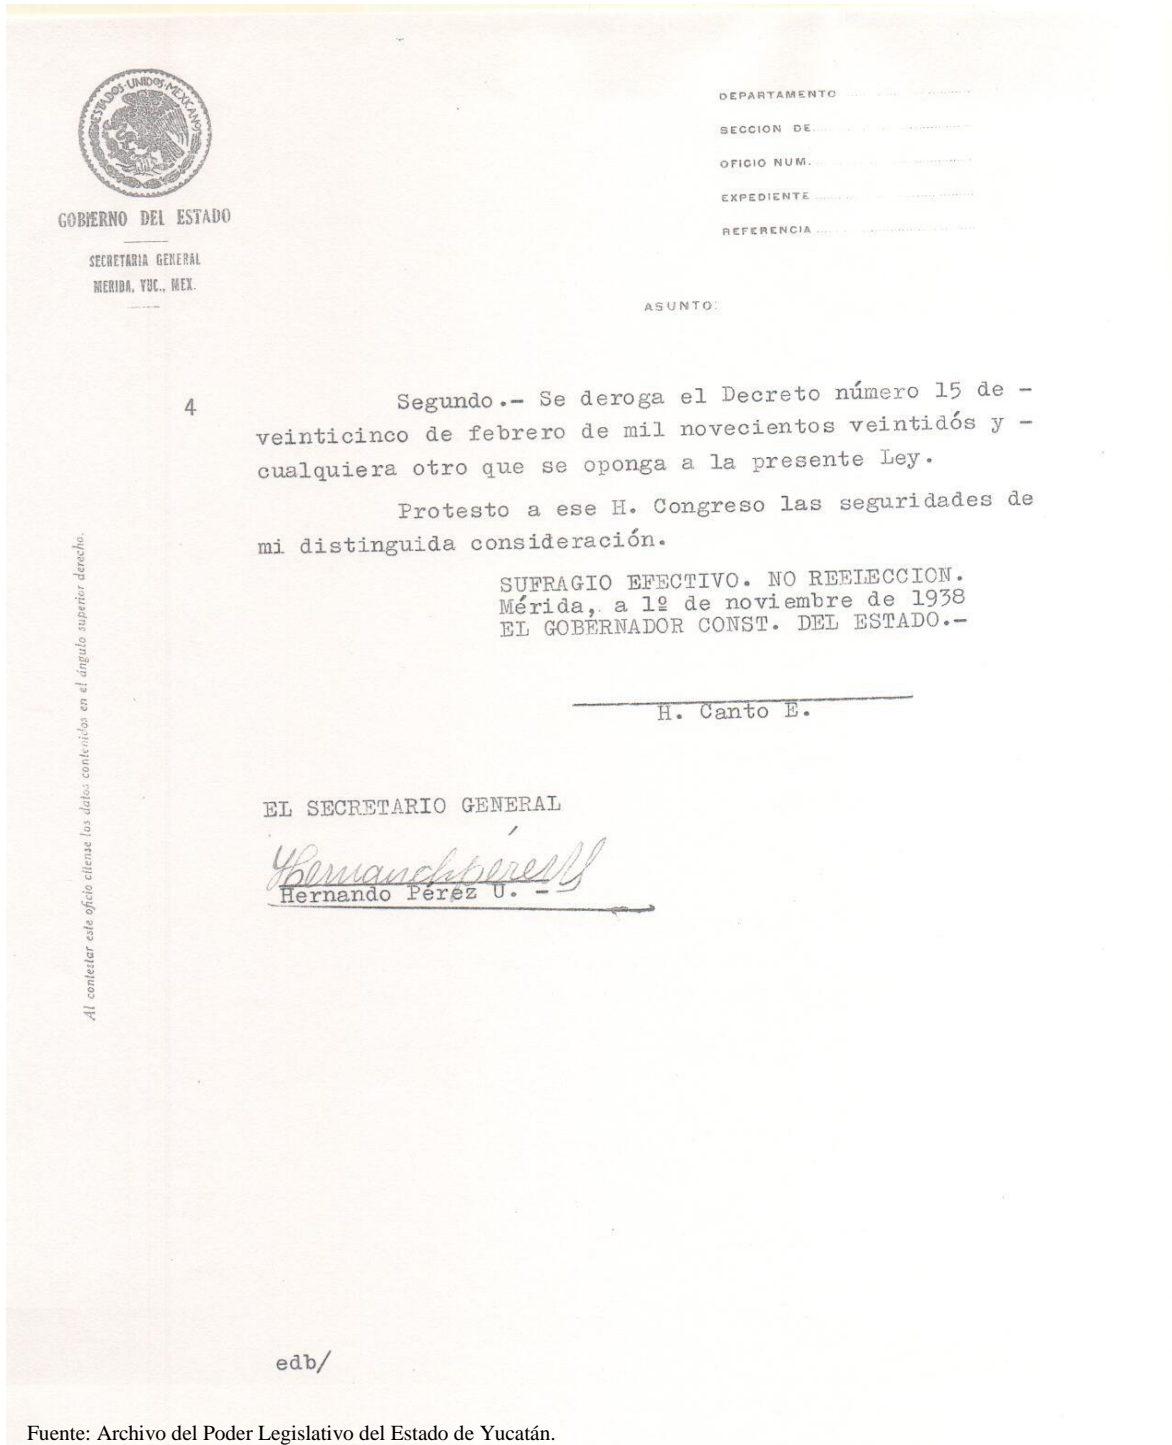 ESTADOS·UNIDOS·MEXICANOS
GOBIERNO DEL ESTADO
SECRETARIA GENERAL
MERIDA, YUC., MEX.
DEPARTAMENTO
SECCION DE
OFICIO NUM.
EXPEDIENTE
REFERENCIA
ASUNTO:
4
Segundo.- Se deroga el Decreto número 15 de -
veinticinco de febrero de mil novecientos veintidós y -
cualquiera otro que se oponga a la presente Ley.
Protesto a ese H. Congreso las seguridades de
mi distinguida consideración.
SUFRAGIO EFECTIVO. NO REELECCION.
Mérida, a 1º de noviembre de 1938
EL GOBERNADOR CONST. DEL ESTADO.-
H. Canto E.
EL SECRETARIO GENERAL
Hernando Pérez U. -
Al contestar este oficio cítense los datos contenidos en el ángulo superior derecho.
edb/
Fuente: Archivo del Poder Legislativo del Estado de Yucatán.